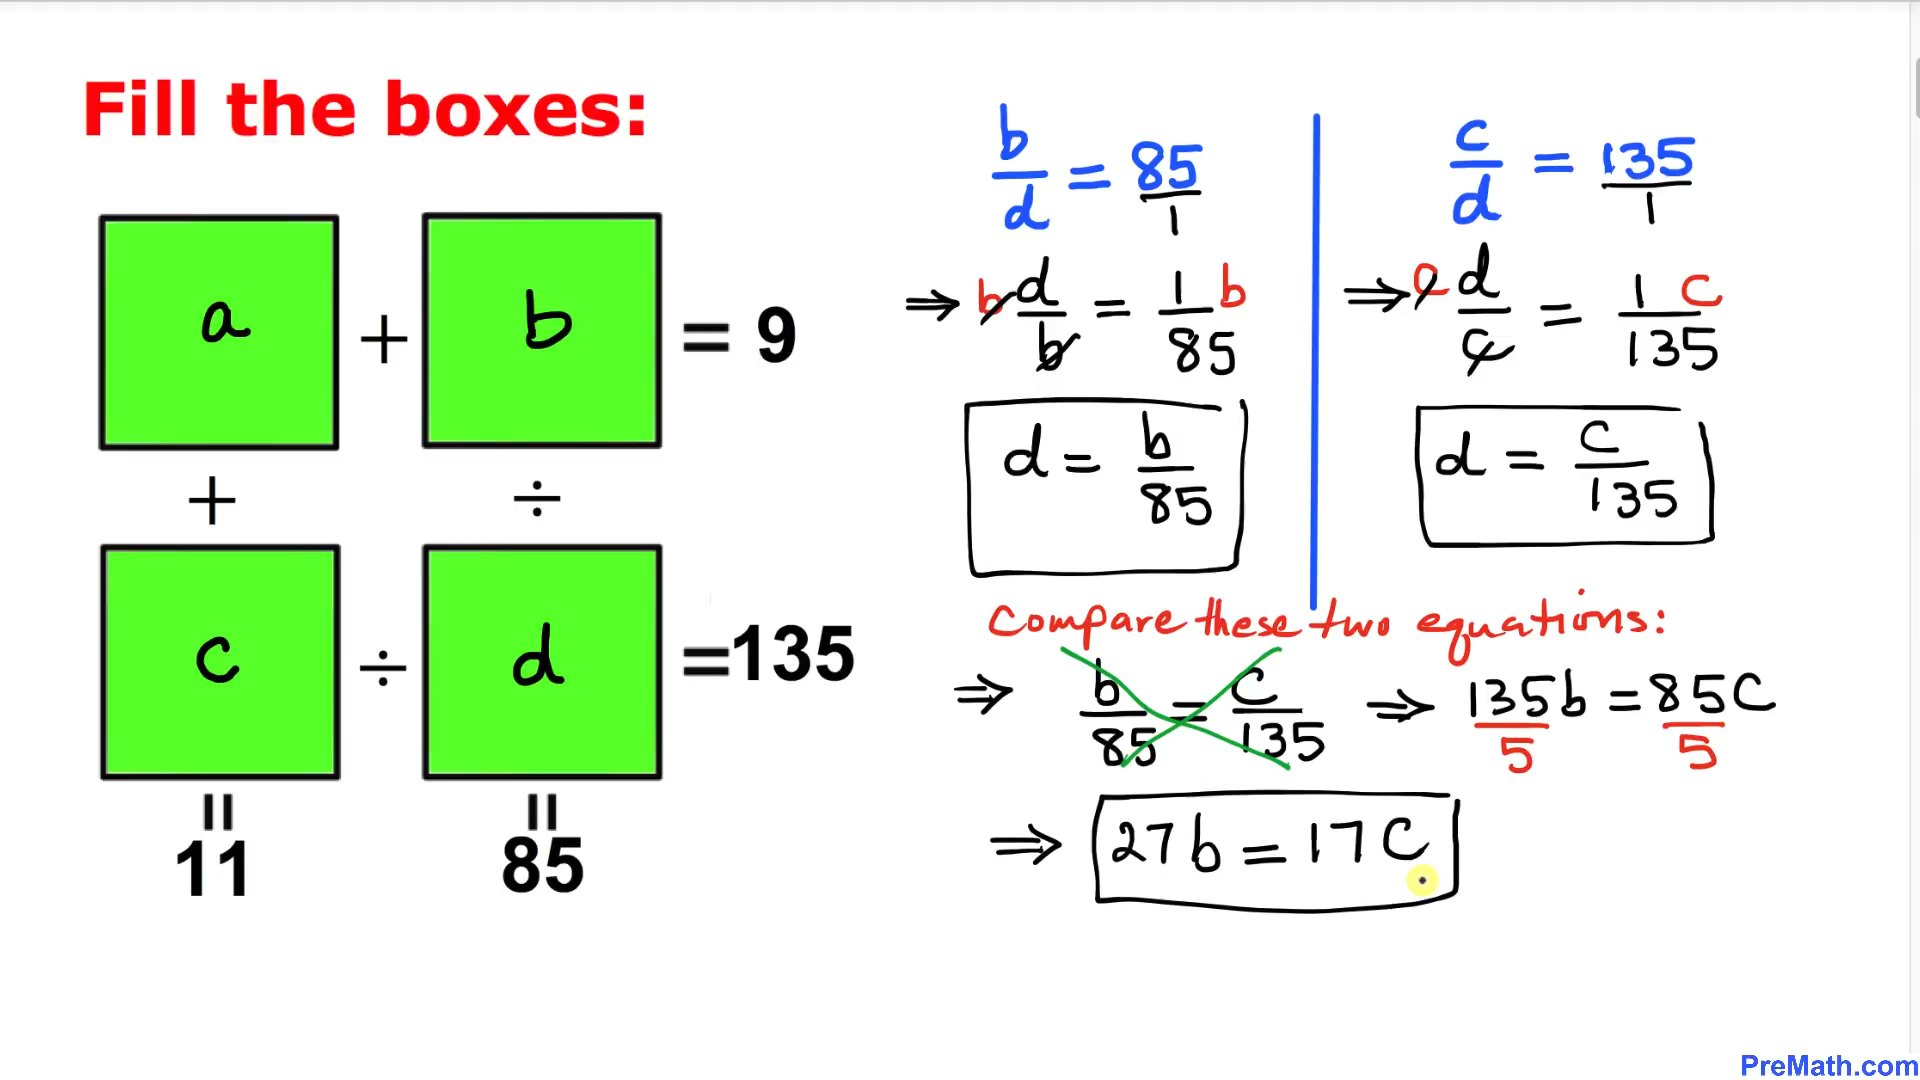 Fill the boxes:
a + b = 9
+ ÷
c ÷ d =135
= =
11 85
b/d = 85/1
⇒ b d/b = 1/85 b
d = b/85
c/d = 135/1
⇒ c d/c = 1/135 c
d = c/135
Compare these two equations:
⇒ b/85 = c/135 ⇒ 135b/5 = 85c/5
⇒ 27b = 17c
PreMath.com